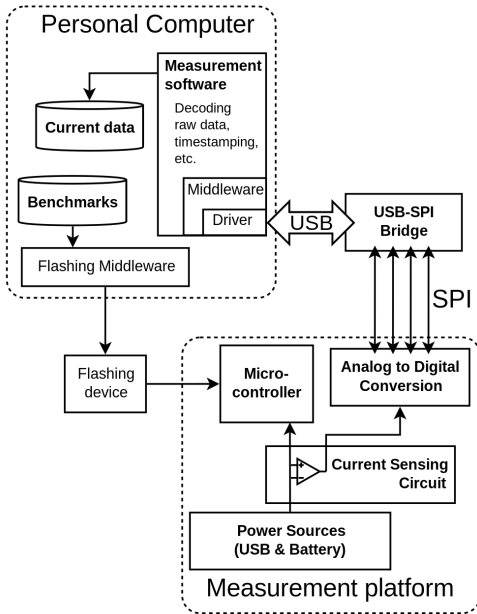 Personal Computer
Measurement
software
Decoding
raw data,
timestamping,
etc.
Current data
Middleware
Driver
Benchmarks
Flashing Middleware
USB
USB-SPI
Bridge
SPI
Flashing
device
Micro-
controller
Analog to Digital
Conversion
Current Sensing
Circuit
Power Sources
(USB & Battery)
Measurement platform